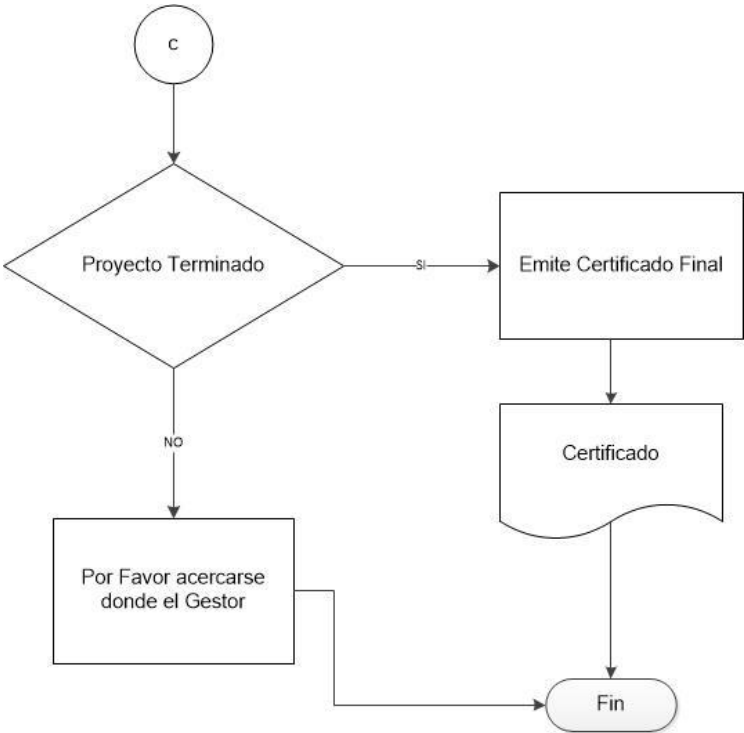 C
Proyecto Terminado
SI
Emite Certificado Final
Certificado
NO
Por Favor acercarse
donde el Gestor
Fin